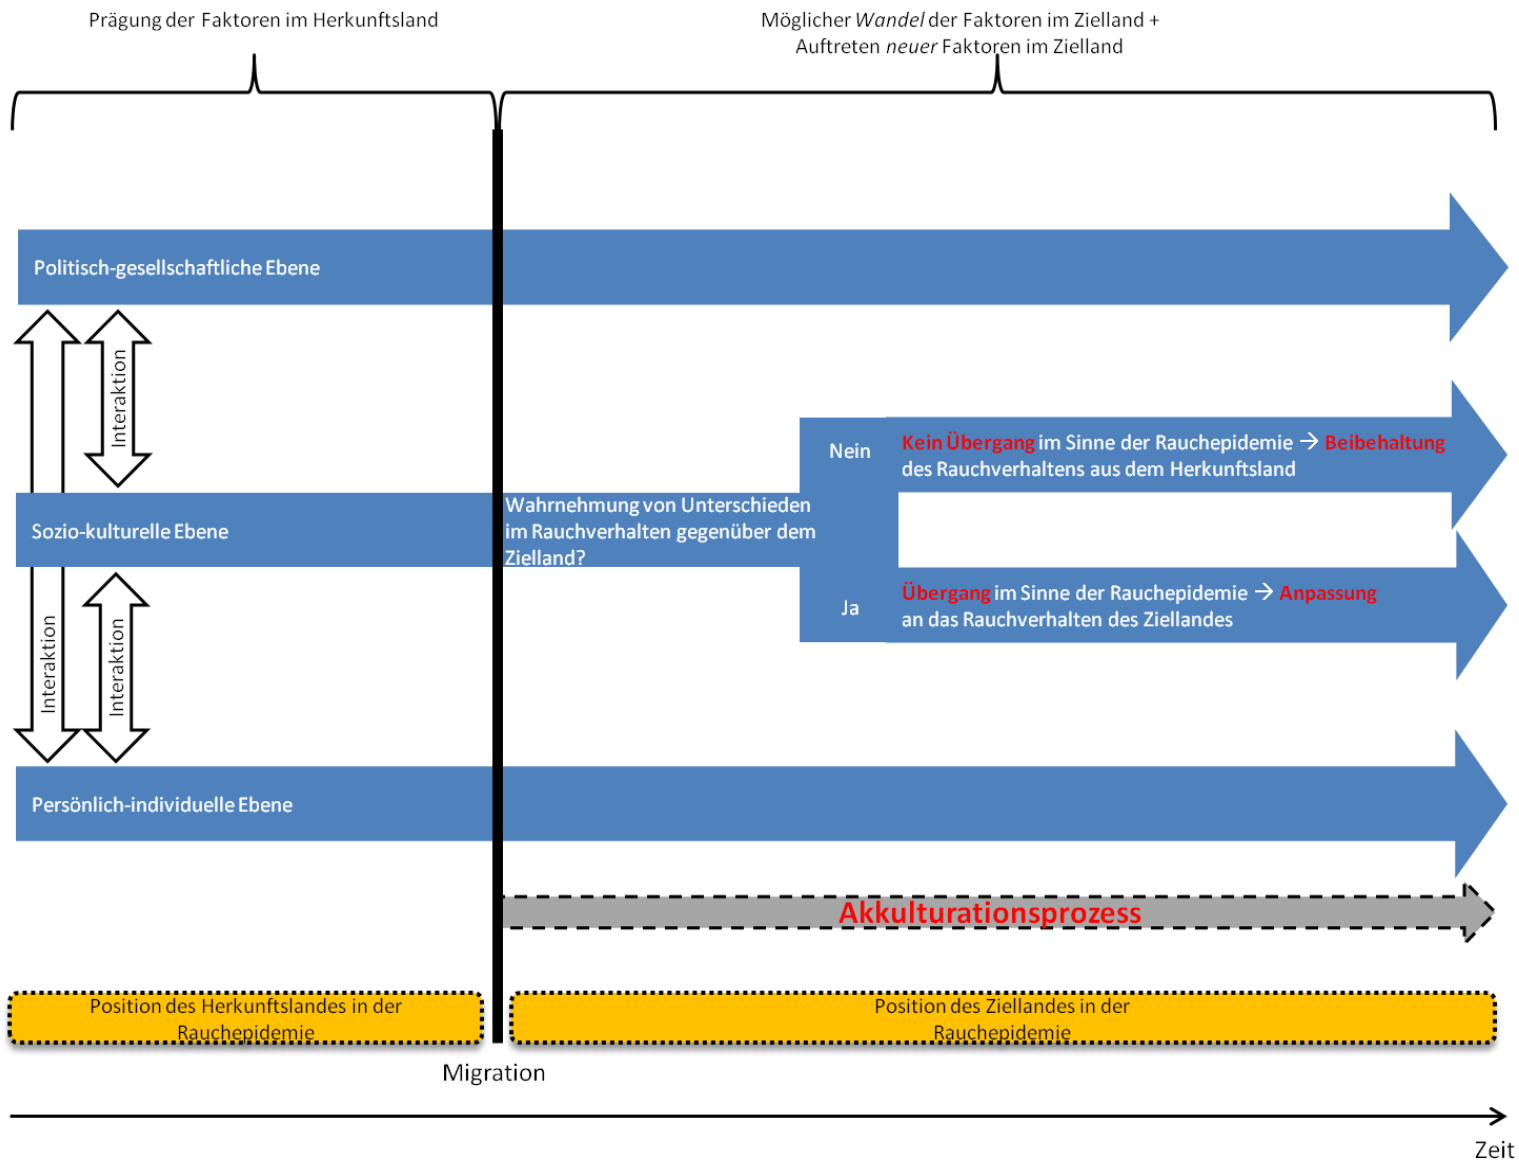 Prägung der Faktoren im Herkunftsland
Möglicher Wandel der Faktoren im Zielland +
Auftreten neuer Faktoren im Zielland
Politisch-gesellschaftliche Ebene
Interaktion
Nein
Kein Übergang im Sinne der Rauchepidemie → Beibehaltung
des Rauchverhaltens aus dem Herkunftsland
Sozio-kulturelle Ebene
Wahrnehmung von Unterschieden
im Rauchverhalten gegenüber dem
Zielland?
Ja
Übergang im Sinne der Rauchepidemie → Anpassung
an das Rauchverhalten des Ziellandes
Interaktion
Interaktion
Persönlich-individuelle Ebene
Akkulturationsprozess
Position des Herkunftslandes in der
Rauchepidemie
Position des Ziellandes in der
Rauchepidemie
Migration
Zeit